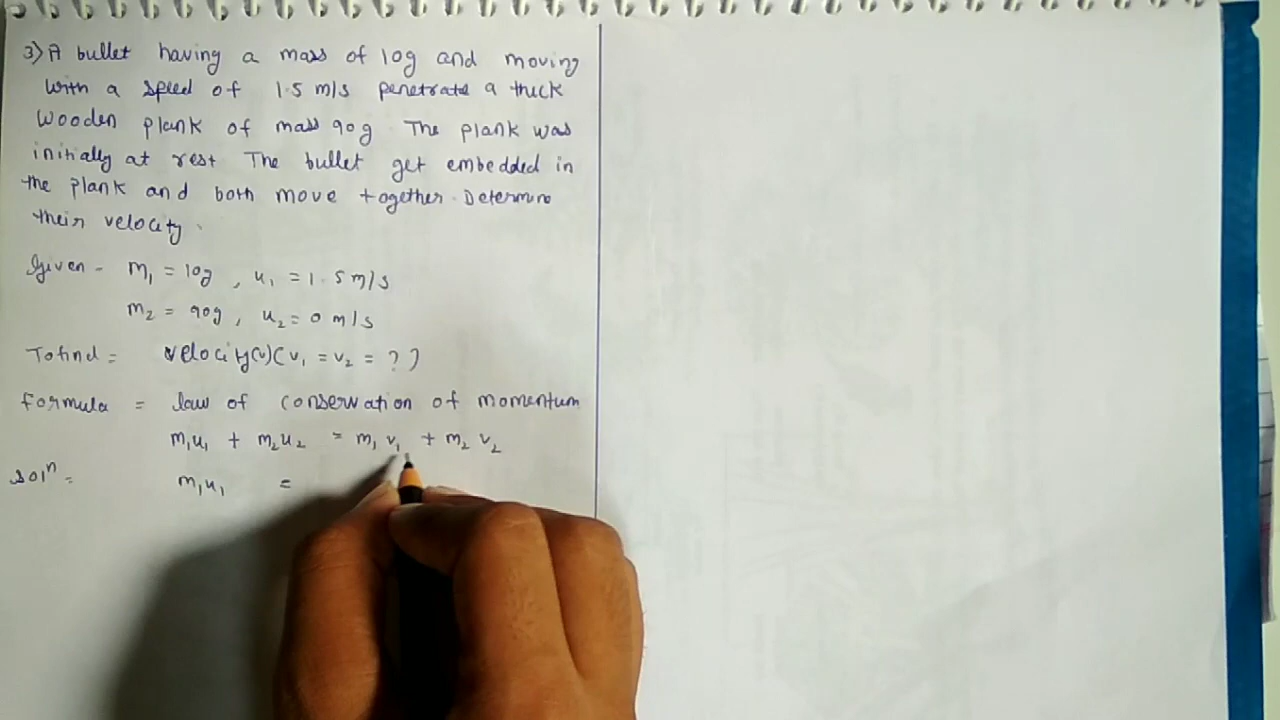 3) A bullet having a mass of 10g and moving
with a speed of 1.5 m/s penetrate a thick
wooden plank of mass 90g. The plank was
initially at rest The bullet get embedded in
the plank and both move together. Determine
their velocity.
Given - m₁ = 10g , u₁ = 1.5 m/s
m₂ = 90g , u₂ = 0 m/s
To find = velocity(v)(v₁ = v₂ = ??)
formula = law of conservation of momentum
m₁u₁ + m₂u₂ = m₁v₁ + m₂v₂
solⁿ = m₁u₁ =